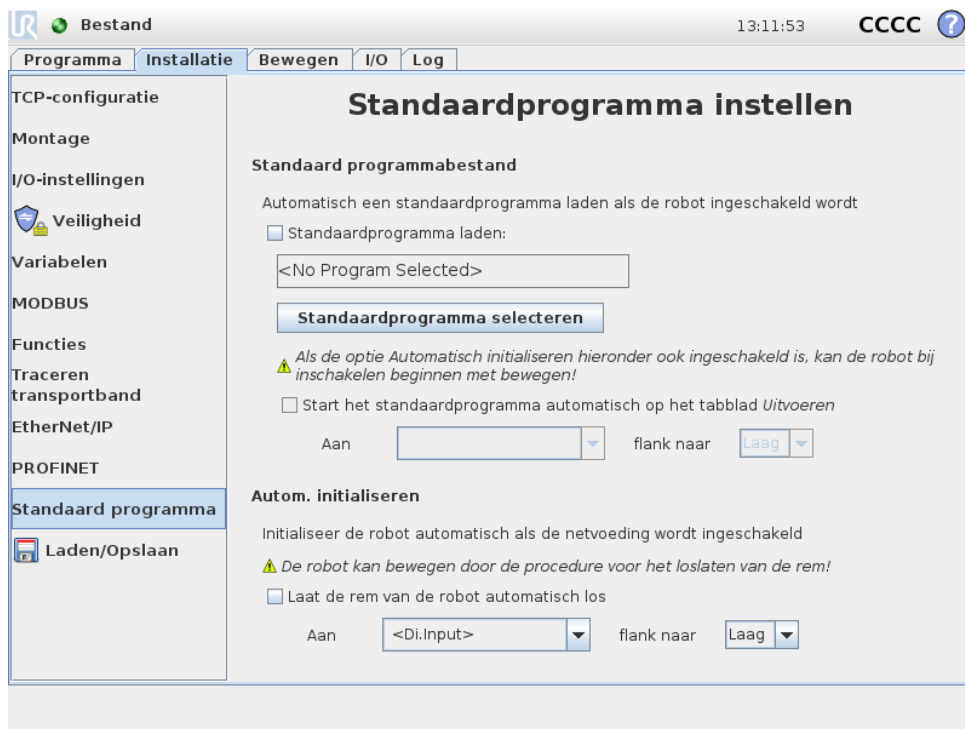 UR Bestand 13:11:53 CCCC ?
Programma Installatie Bewegen I/O Log
TCP-configuratie
Montage
I/O-instellingen
Veiligheid
Variabelen
MODBUS
Functies
Traceren
transportband
EtherNet/IP
PROFINET
Standaard programma
Laden/Opslaan
Standaardprogramma instellen
Standaard programmabestand
Automatisch een standaardprogramma laden als de robot ingeschakeld wordt
Standaardprogramma laden:
<No Program Selected>
Standaardprogramma selecteren
Als de optie Automatisch initialiseren hieronder ook ingeschakeld is, kan de robot bij
inschakelen beginnen met bewegen!
Start het standaardprogramma automatisch op het tabblad Uitvoeren
Aan flank naar Laag
Autom. initialiseren
Initialiseer de robot automatisch als de netvoeding wordt ingeschakeld
De robot kan bewegen door de procedure voor het loslaten van de rem!
Laat de rem van de robot automatisch los
Aan <Di.Input> flank naar Laag